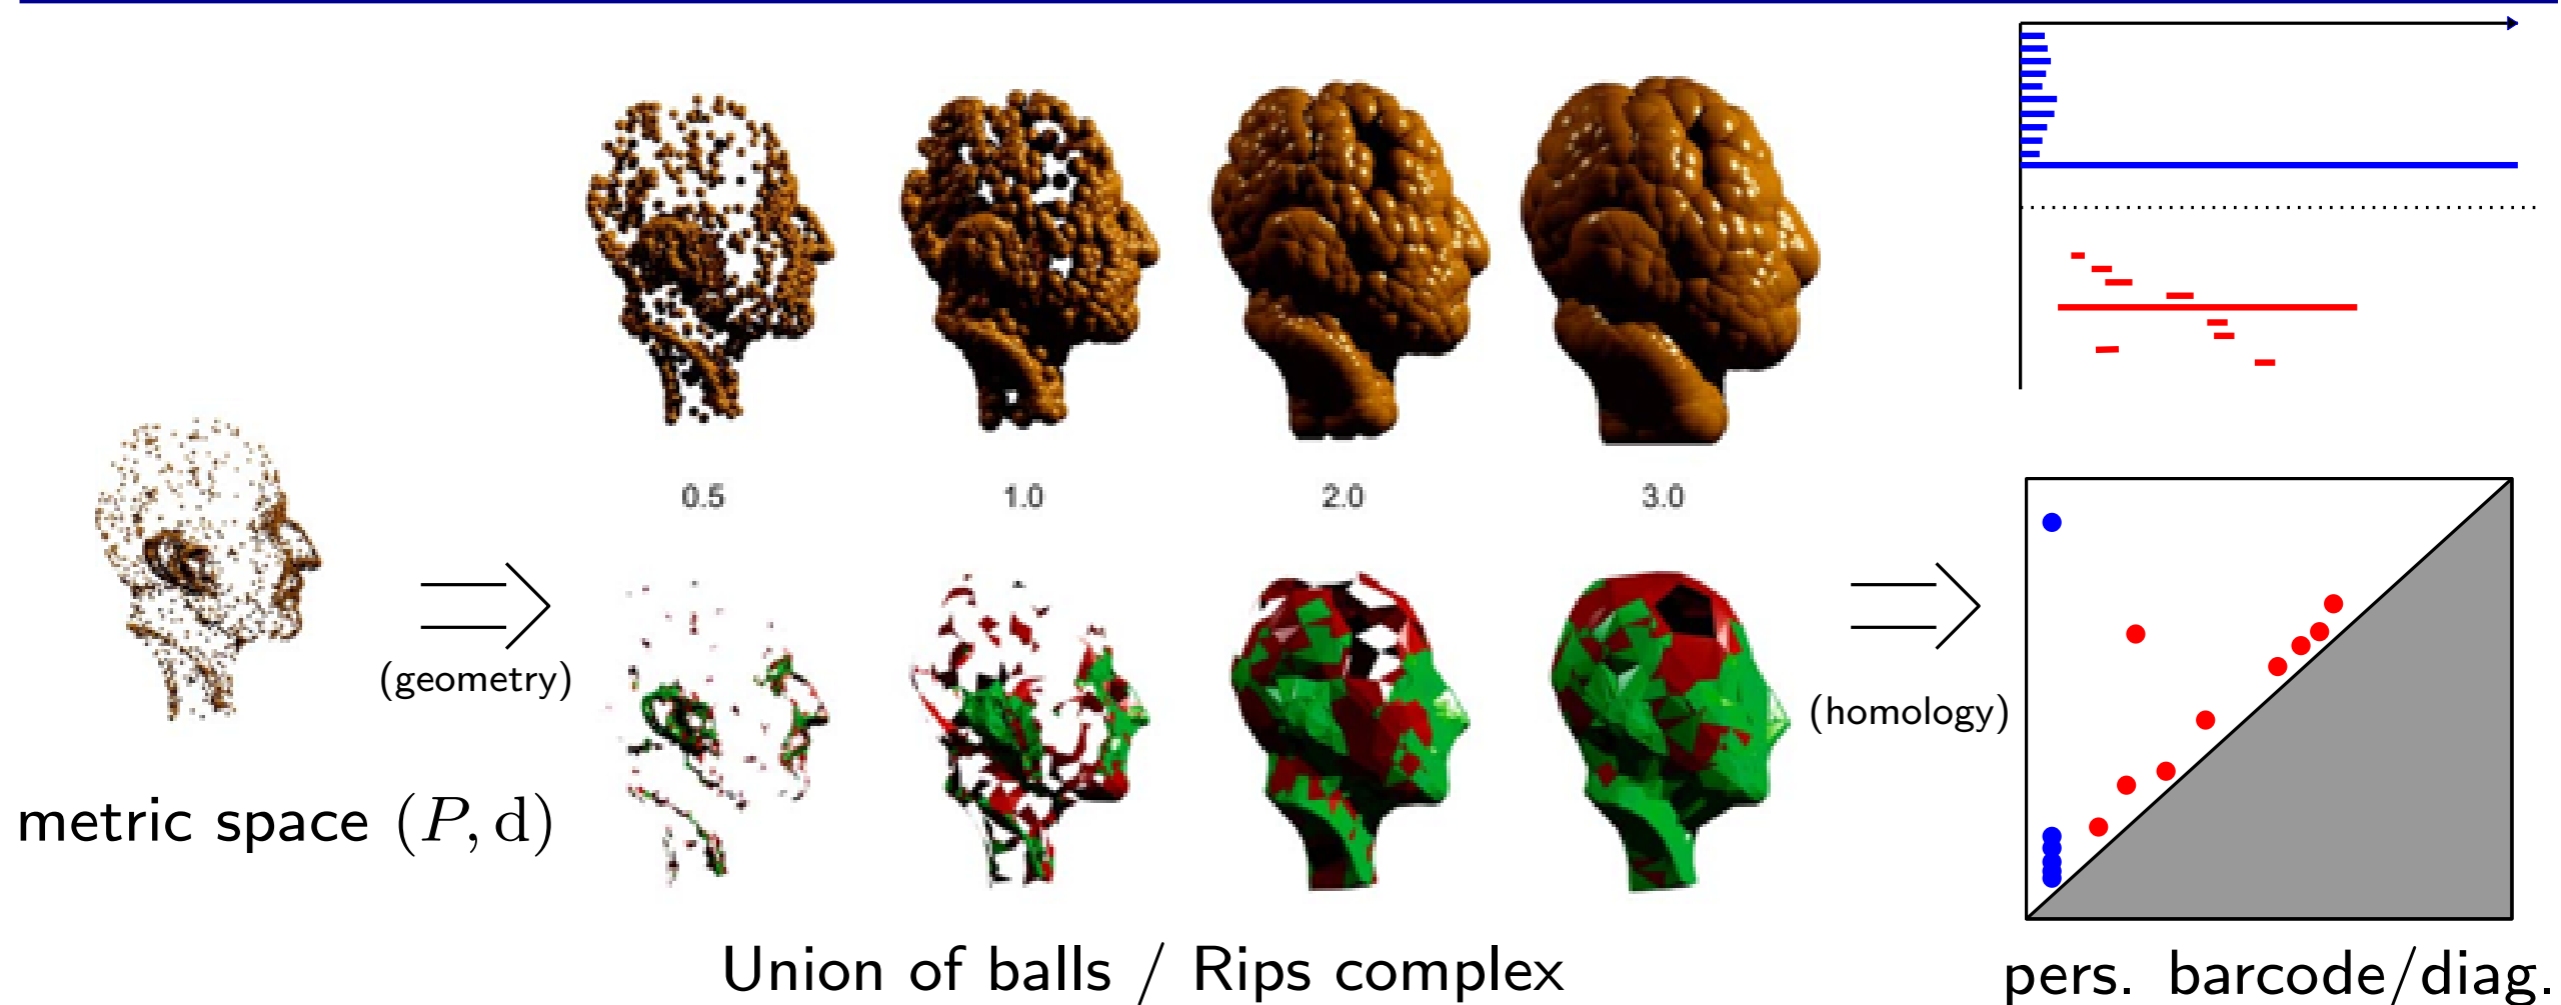 0.5 1.0 2.0 3.0
(geometry)
(homology)
metric space (P, d)
Union of balls / Rips complex
pers. barcode/diag.